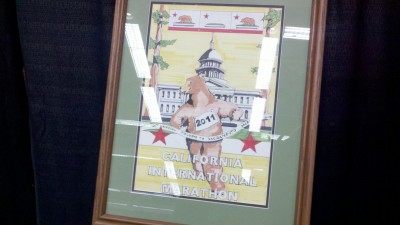 2011
CALIFORNIA
INTERNATIONAL
MARATHON